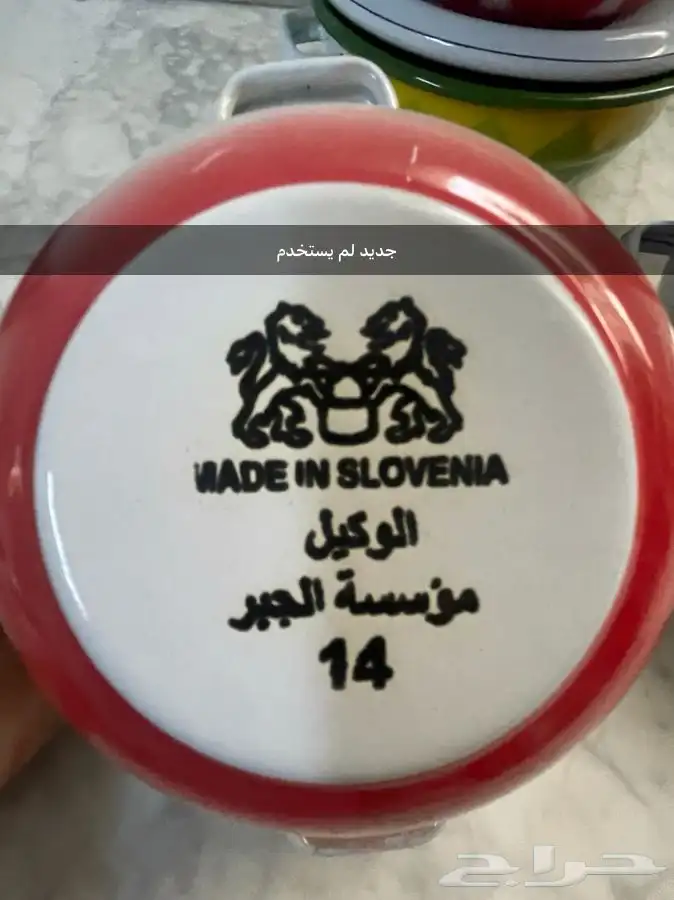 جديد لم يستخدم
MADE IN SLOVENIA
الوكيل
مؤسسة الجبر
14
حراج